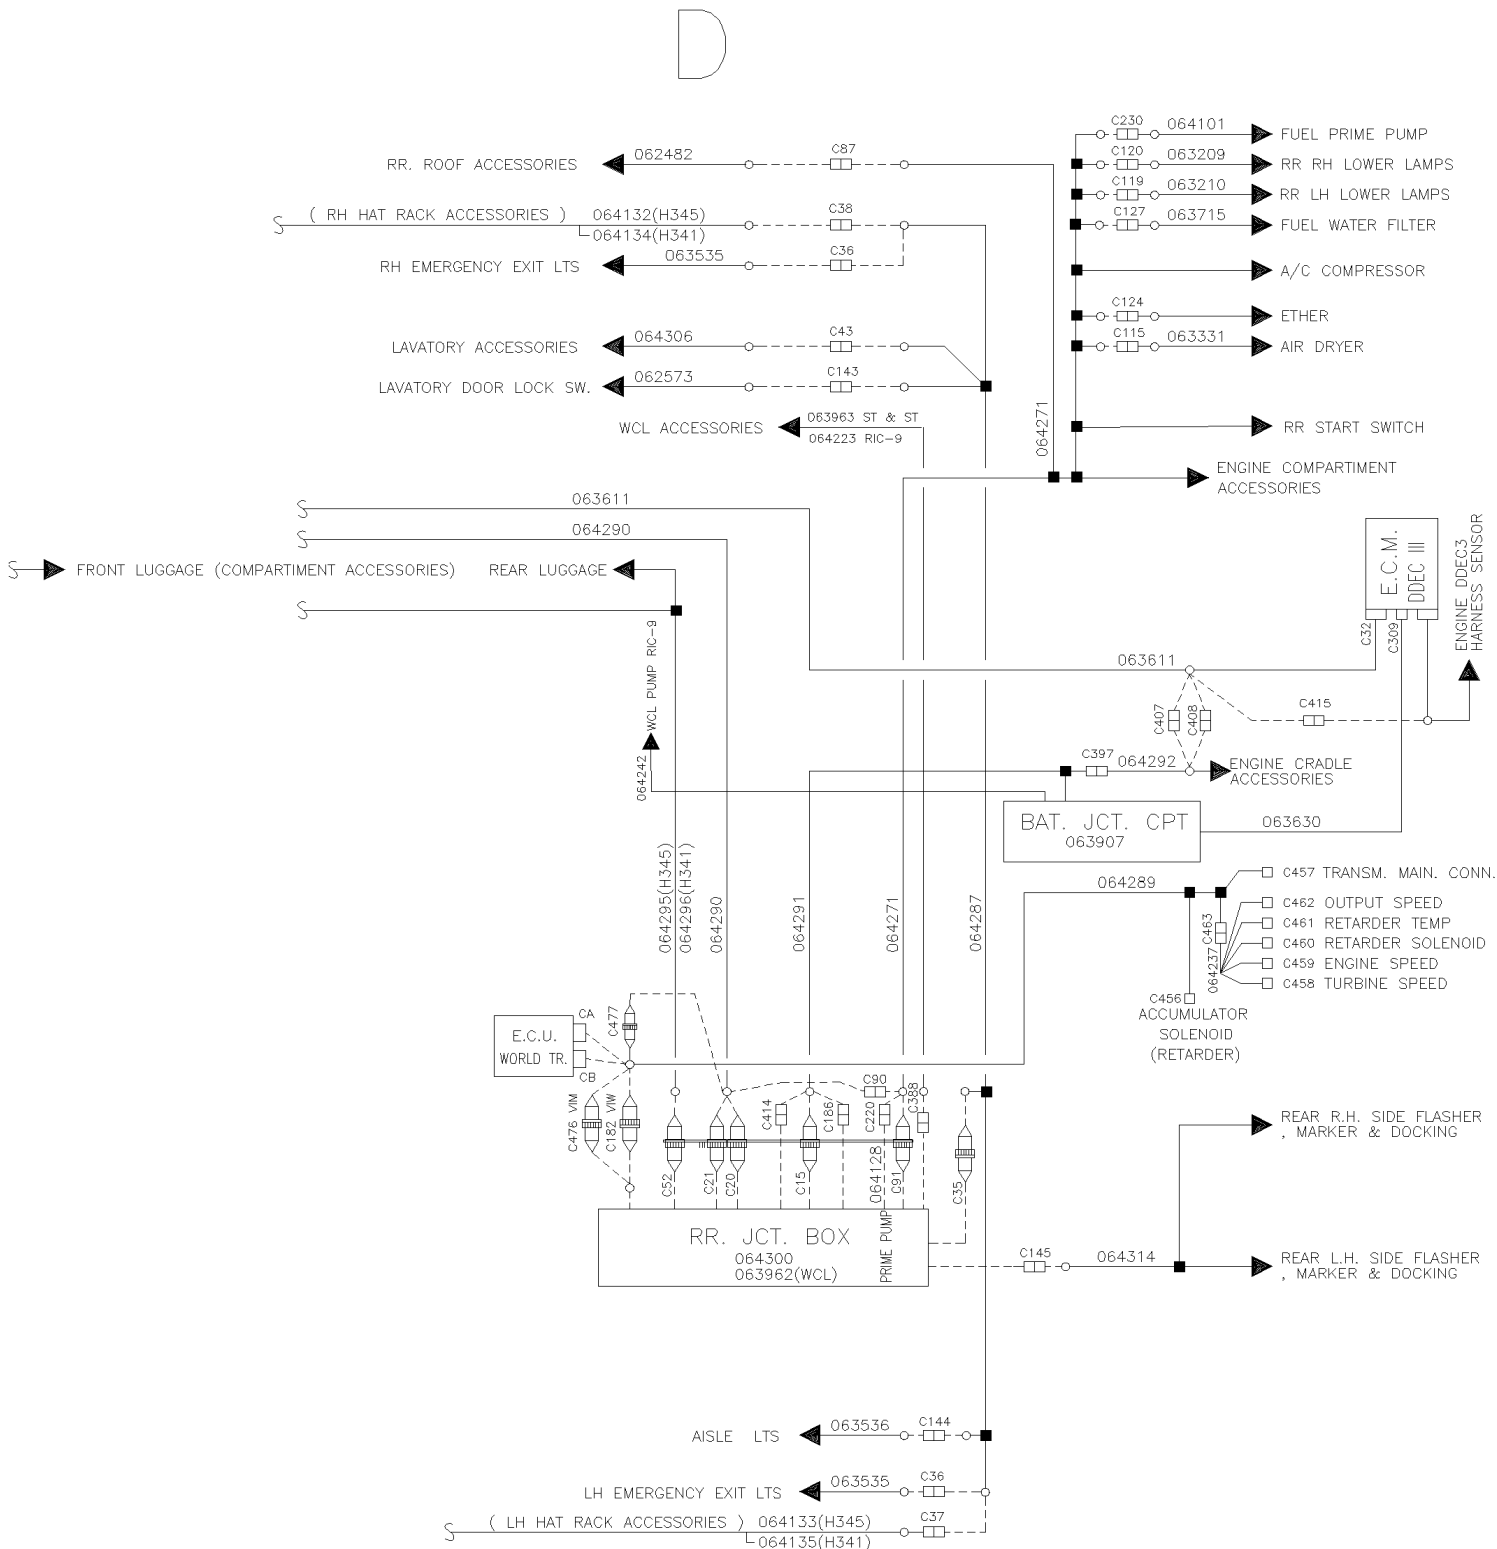 D
C230
064101
FUEL PRIME PUMP
C120
063209
RR RH LOWER LAMPS
C119
063210
RR LH LOWER LAMPS
C127
063715
FUEL WATER FILTER
A/C COMPRESSOR
C124
ETHER
C115
063331
AIR DRYER
RR START SWITCH
ENGINE COMPARTIMENT
ACCESSORIES
RR. ROOF ACCESSORIES
062482
C87
( RH HAT RACK ACCESSORIES )
064132(H345)
064134(H341)
C38
RH EMERGENCY EXIT LTS
063535
C36
LAVATORY ACCESSORIES
064306
C43
LAVATORY DOOR LOCK SW.
062573
C143
WCL ACCESSORIES
063963 ST & ST
064223 RIC-9
064271
063611
064290
FRONT LUGGAGE (COMPARTIMENT ACCESSORIES)
REAR LUGGAGE
WCL PUMP RIC-9
064242
E.C.M.
DDEC III
C32
C309
ENGINE DDEC3
HARNESS SENSOR
063611
C407
C408
C415
C397
064292
ENGINE CRADLE
ACCESSORIES
BAT. JCT. CPT
063907
063630
064295(H345)
064296(H341)
064290
064291
064271
064287
064289
C457 TRANSM. MAIN. CONN.
C462 OUTPUT SPEED
C461 RETARDER TEMP
C460 RETARDER SOLENOID
C459 ENGINE SPEED
C458 TURBINE SPEED
C463
064237
C456
ACCUMULATOR
SOLENOID
(RETARDER)
E.C.U.
WORLD TR.
CA
CB
C477
C476 VIM
C182 VIW
C52
C21
C20
C414
C15
C186
C90
C220
064128
C91
C388
C35
RR. JCT. BOX
064300
063962(WCL)
PRIME PUMP
C145
064314
REAR R.H. SIDE FLASHER
, MARKER & DOCKING
REAR L.H. SIDE FLASHER
, MARKER & DOCKING
AISLE LTS
063536
C144
LH EMERGENCY EXIT LTS
063535
C36
( LH HAT RACK ACCESSORIES )
064133(H345)
064135(H341)
C37